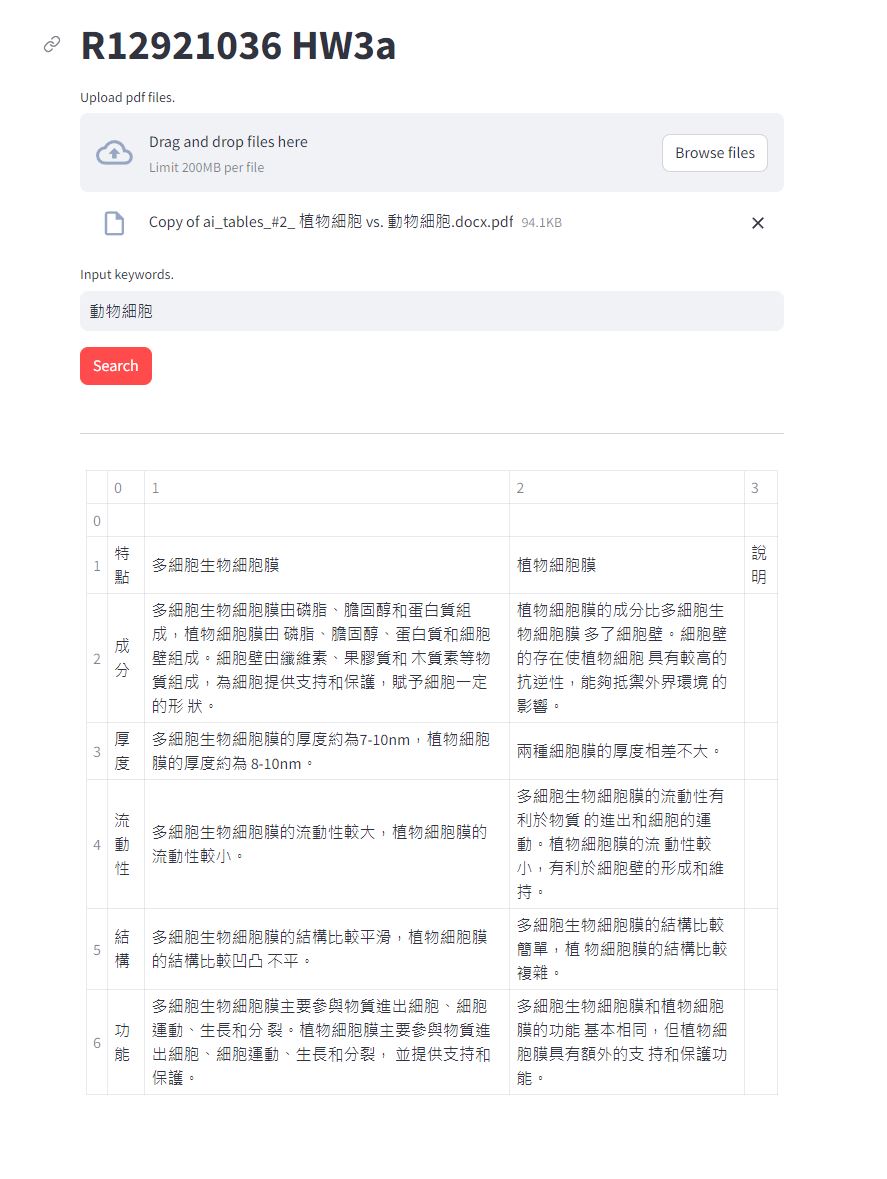 R12921036 HW3a
Upload pdf files.
Drag and drop files here
Limit 200MB per file
Browse files
Copy of ai_tables_#2_ 植物細胞 vs. 動物細胞.docx.pdf 94.1KB
Input keywords.
動物細胞
Search
0 1 2 3
0
1 特點 多細胞生物細胞膜 植物細胞膜 說明
2
成分
多細胞生物細胞膜由磷脂、膽固醇和蛋白質組
成，植物細胞膜由 磷脂、膽固醇、蛋白質和細胞
壁組成。細胞壁由纖維素、果膠質和 木質素等物
質組成，為細胞提供支持和保護，賦予細胞一定
的形 狀。
植物細胞膜的成分比多細胞生
物細胞膜 多了細胞壁。細胞壁
的存在使植物細胞 具有較高的
抗逆性，能夠抵禦外界環境 的
影響。
3
厚度
多細胞生物細胞膜的厚度約為7-10nm，植物細胞
膜的厚度約為 8-10nm。
兩種細胞膜的厚度相差不大。
4
流動性
多細胞生物細胞膜的流動性較大，植物細胞膜的
流動性較小。
多細胞生物細胞膜的流動性有
利於物質 的進出和細胞的運
動。植物細胞膜的流 動性較
小，有利於細胞壁的形成和維
持。
5
結構
多細胞生物細胞膜的結構比較平滑，植物細胞膜
的結構比較凹凸 不平。
多細胞生物細胞膜的結構比較
簡單，植 物細胞膜的結構比較
複雜。
6
功能
多細胞生物細胞膜主要參與物質進出細胞、細胞
運動、生長和分 裂。植物細胞膜主要參與物質進
出細胞、細胞運動、生長和分裂， 並提供支持和
保護。
多細胞生物細胞膜和植物細胞
膜的功能 基本相同，但植物細
胞膜具有額外的支 持和保護功
能。